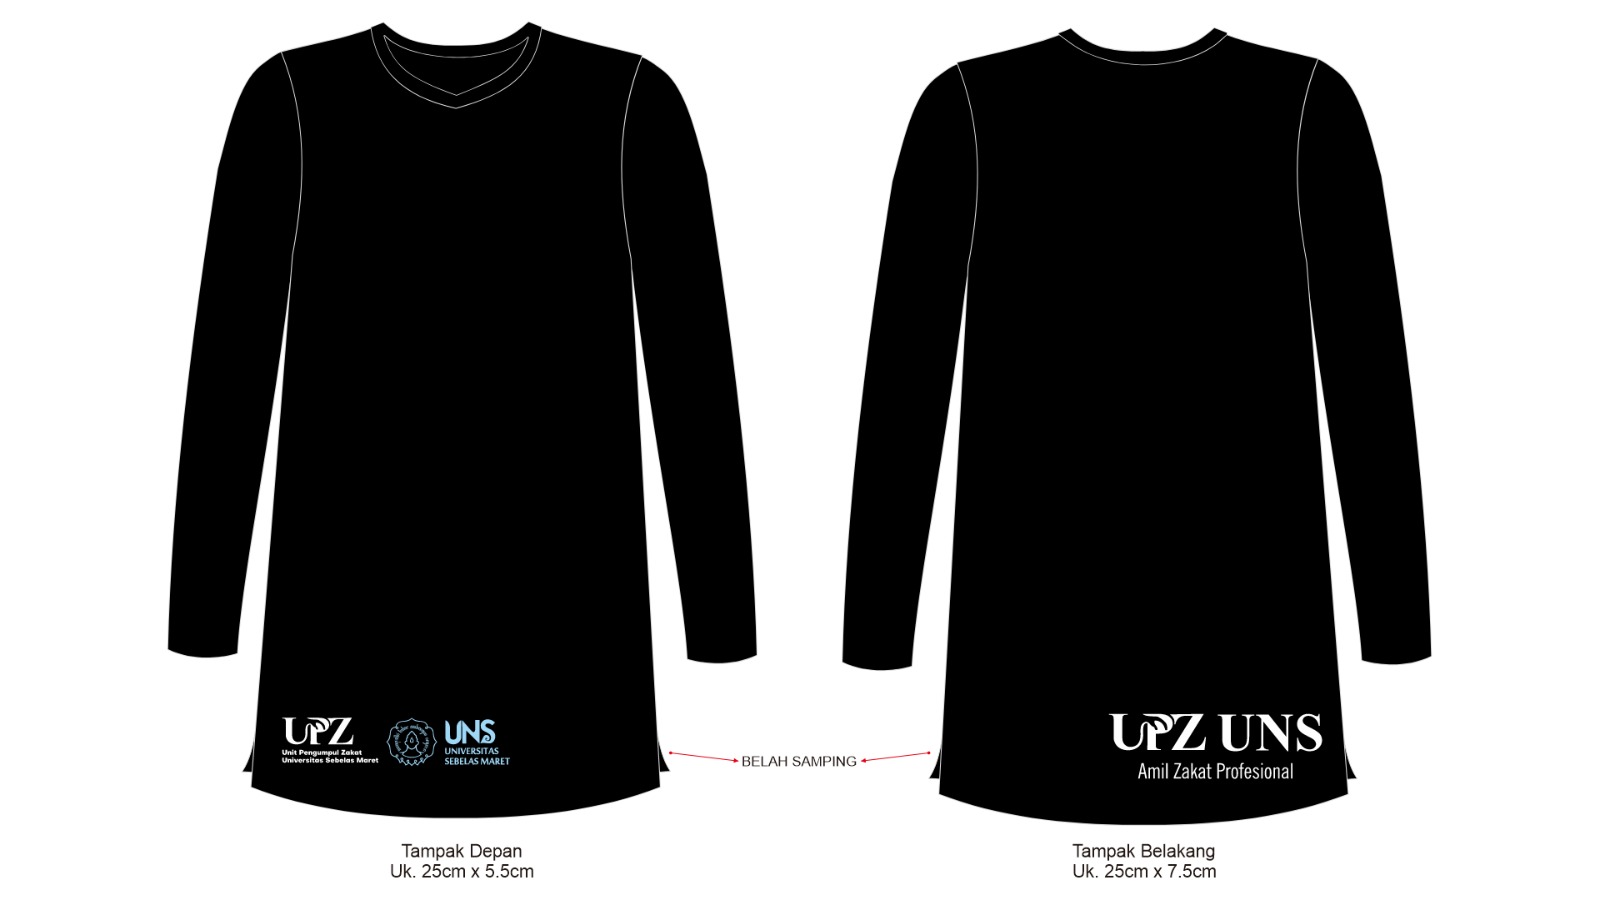 UPZ
Unit Pengumpul Zakat
Universitas Sebelas Maret
UNS
UNIVERSITAS
SEBELAS MARET
BELAH SAMPING
UPZ UNS
Amil Zakat Profesional
Tampak Depan
Uk. 25cm x 5.5cm
Tampak Belakang
Uk. 25cm x 7.5cm